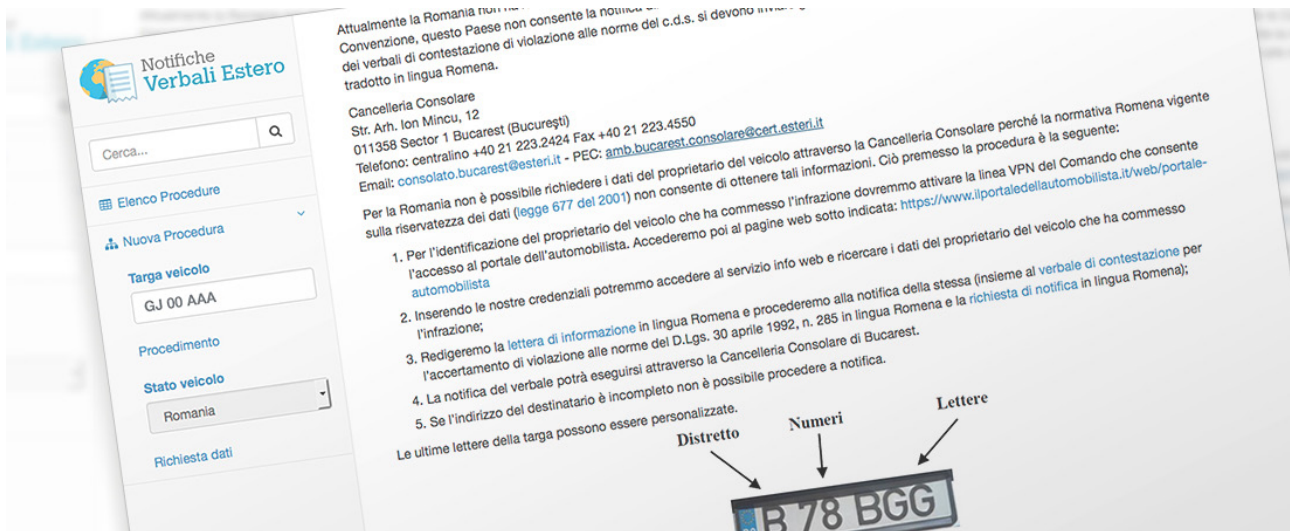 Notifiche
Verbali Estero
Cerca...
Elenco Procedure
Nuova Procedura
Targa veicolo
GJ 00 AAA
Procedimento
Stato veicolo
Romania
Richiesta dati
Attualmente la Romania non ha
Convenzione, questo Paese non consente la notifica
dei verbali di contestazione di violazione alle norme del c.d.s. si devono
tradotto in lingua Romena.
Cancelleria Consolare
Str. Arh. Ion Mincu, 12
011358 Sector 1 Bucarest (Bucureşti)
Telefono: centralino +40 21 223.2424 Fax +40 21 223.4550
Email: consolato.bucarest@esteri.it - PEC: amb.bucarest.consolare@cert.esteri.it
Per la Romania non è possibile richiedere i dati del proprietario del veicolo attraverso la Cancelleria Consolare perché la normativa Romena vigente
sulla riservatezza dei dati (legge 677 del 2001) non consente di ottenere tali informazioni. Ciò premesso la procedura è la seguente:
1. Per l'identificazione del proprietario del veicolo che ha commesso l'infrazione dovremmo attivare la linea VPN del Comando che consente
l'accesso al portale dell'automobilista. Accederemo poi al pagine web sotto indicata: https://www.ilportaledellautomobilista.it/web/portale-
automobilista
2. Inserendo le nostre credenziali potremmo accedere al servizio info web e ricercare i dati del proprietario del veicolo che ha commesso
l'infrazione;
3. Redigeremo la lettera di informazione in lingua Romena e procederemo alla notifica della stessa (insieme al verbale di contestazione per
l'accertamento di violazione alle norme del D.Lgs. 30 aprile 1992, n. 285 in lingua Romena e la richiesta di notifica in lingua Romena);
4. La notifica del verbale potrà eseguirsi attraverso la Cancelleria Consolare di Bucarest.
5. Se l'indirizzo del destinatario è incompleto non è possibile procedere a notifica.
Le ultime lettere della targa possono essere personalizzate.
Distretto Numeri Lettere
B 78 BGG